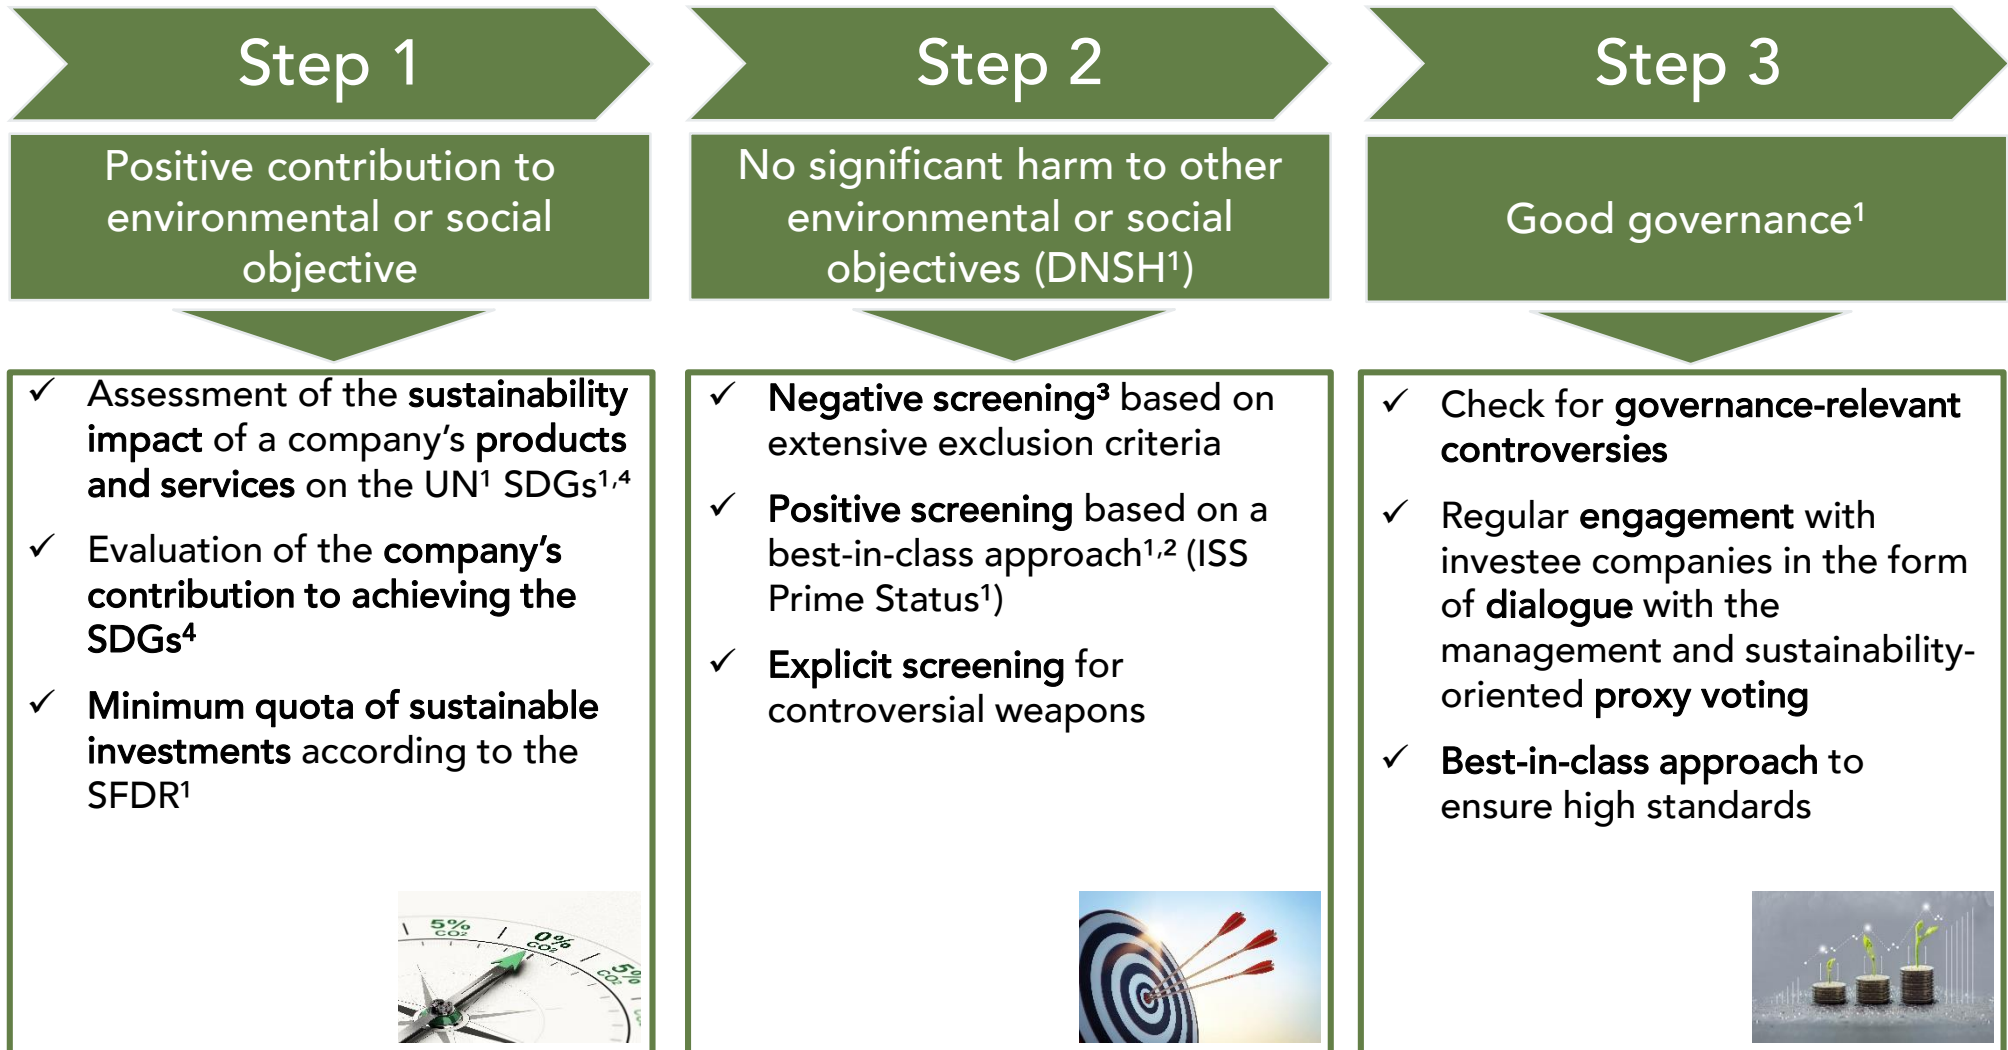 Step 1
Positive contribution to
environmental or social
objective
✓ Assessment of the sustainability
impact of a company’s products
and services on the UN¹ SDGs¹,⁴
✓ Evaluation of the company’s
contribution to achieving the
SDGs⁴
✓ Minimum quota of sustainable
investments according to the
SFDR¹
5%
CO₂
0%
CO₂
5%
CO₂
Step 2
No significant harm to other
environmental or social
objectives (DNSH¹)
✓ Negative screening³ based on
extensive exclusion criteria
✓ Positive screening based on a
best-in-class approach¹,² (ISS
Prime Status¹)
✓ Explicit screening for
controversial weapons
Step 3
Good governance¹
✓ Check for governance-relevant
controversies
✓ Regular engagement with
investee companies in the form
of dialogue with the
management and sustainability-
oriented proxy voting
✓ Best-in-class approach to
ensure high standards